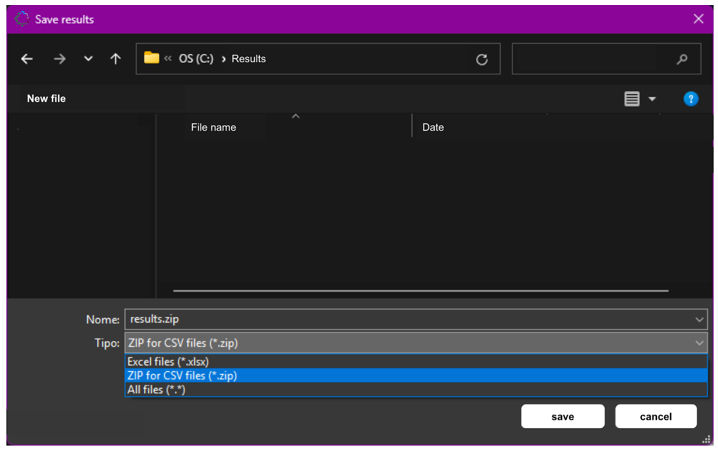 Save results
« OS (C:) › Results
New file
?
File name
Date
Nome: results.zip
Tipo: ZIP for CSV files (*.zip)
Excel files (*.xlsx)
ZIP for CSV files (*.zip)
All files (*.*)
save
cancel